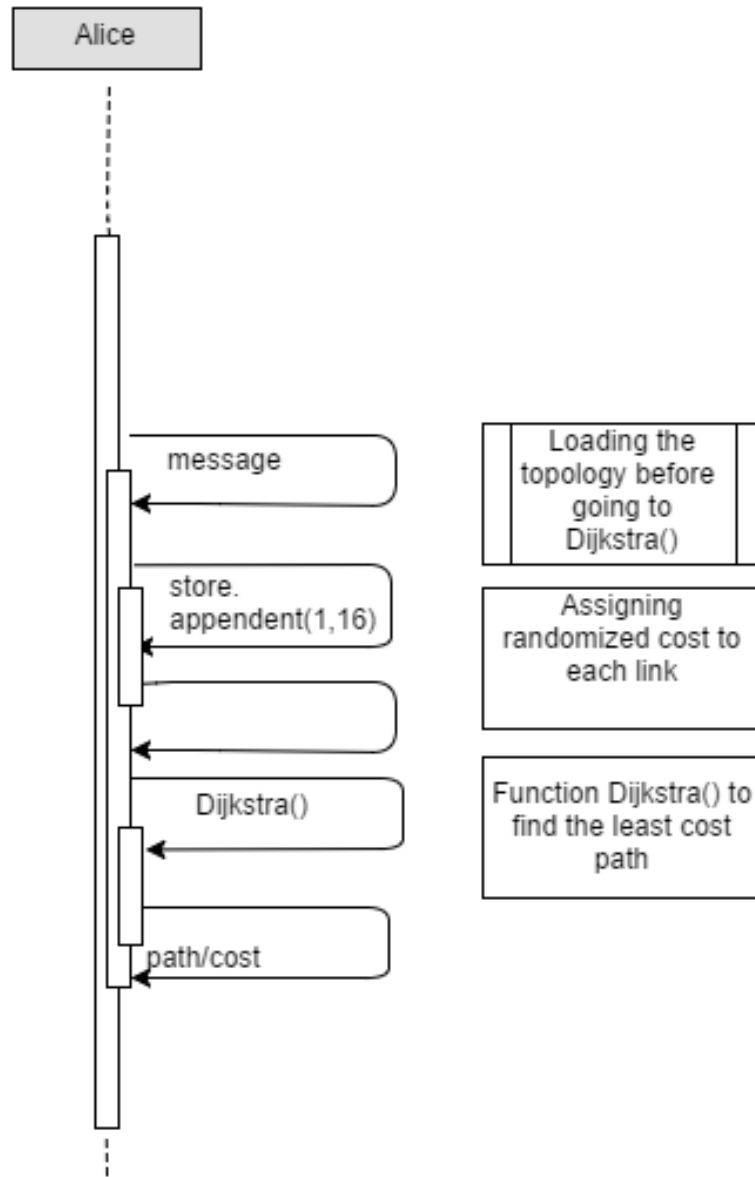 Alice
message
Loading the
topology before
going to
Dijkstra()
store.
appendent(1,16)
Assigning
randomized cost to
each link
Dijkstra()
Function Dijkstra() to
find the least cost
path
path/cost